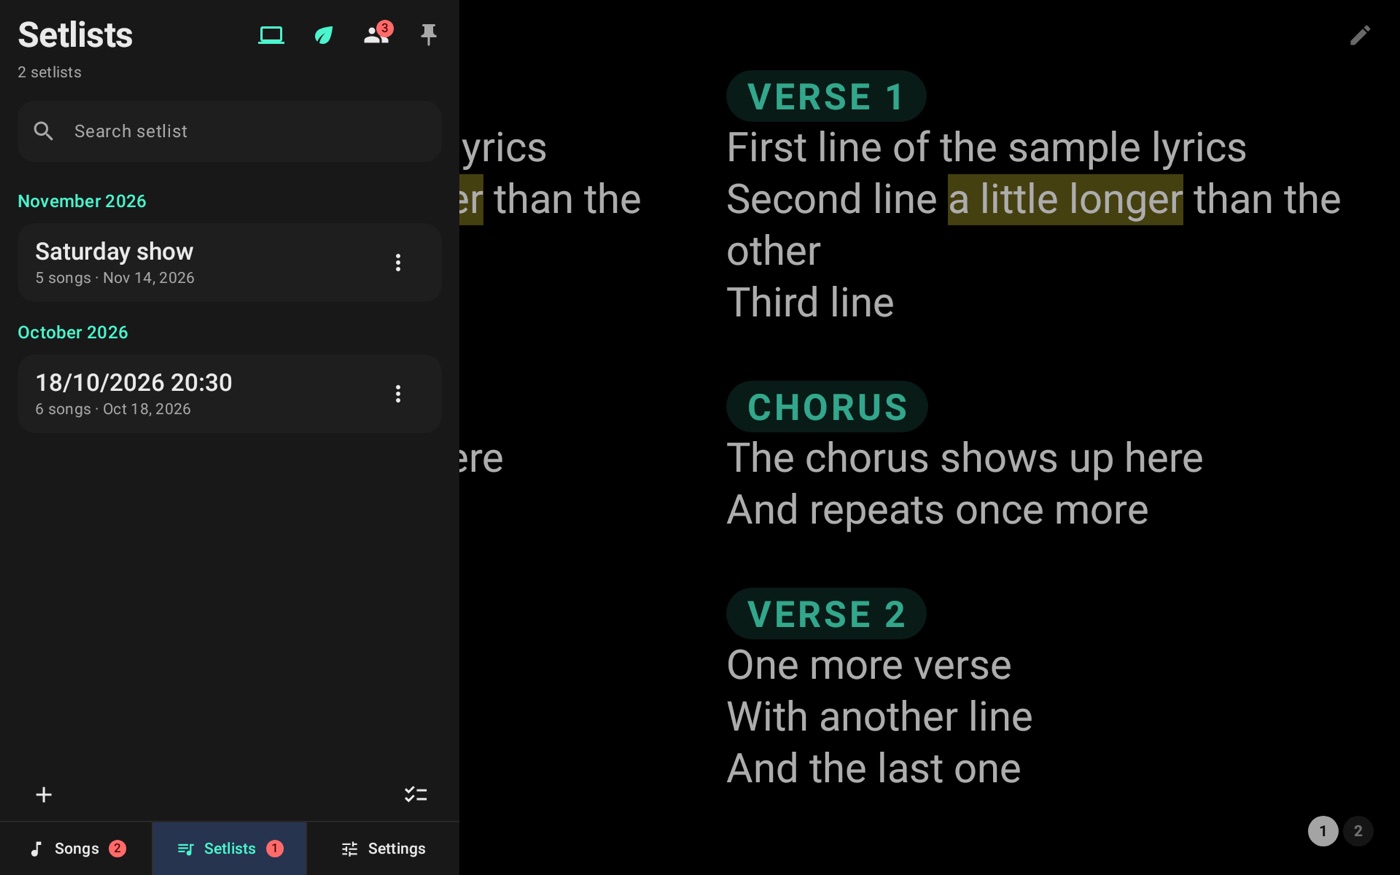 Setlists
3
2 setlists
Search setlist
November 2026
Saturday show
5 songs · Nov 14, 2026
October 2026
18/10/2026 20:30
6 songs · Oct 18, 2026
Songs 2
Setlists 1
Settings
yrics
er than the
ere
VERSE 1
First line of the sample lyrics
Second line a little longer than the
other
Third line
CHORUS
The chorus shows up here
And repeats once more
VERSE 2
One more verse
With another line
And the last one
1 2